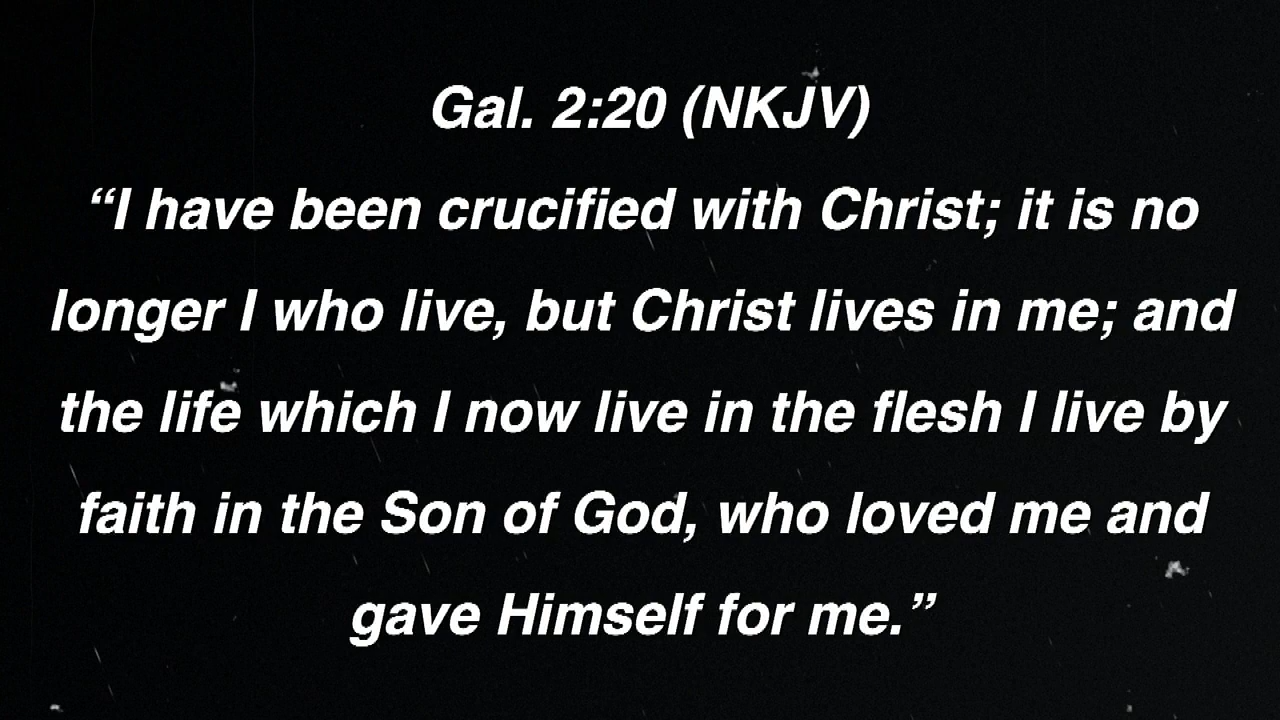 Gal. 2:20 (NKJV)
“I have been crucified with Christ; it is no
longer I who live, but Christ lives in me; and
the life which I now live in the flesh I live by
faith in the Son of God, who loved me and
gave Himself for me.”